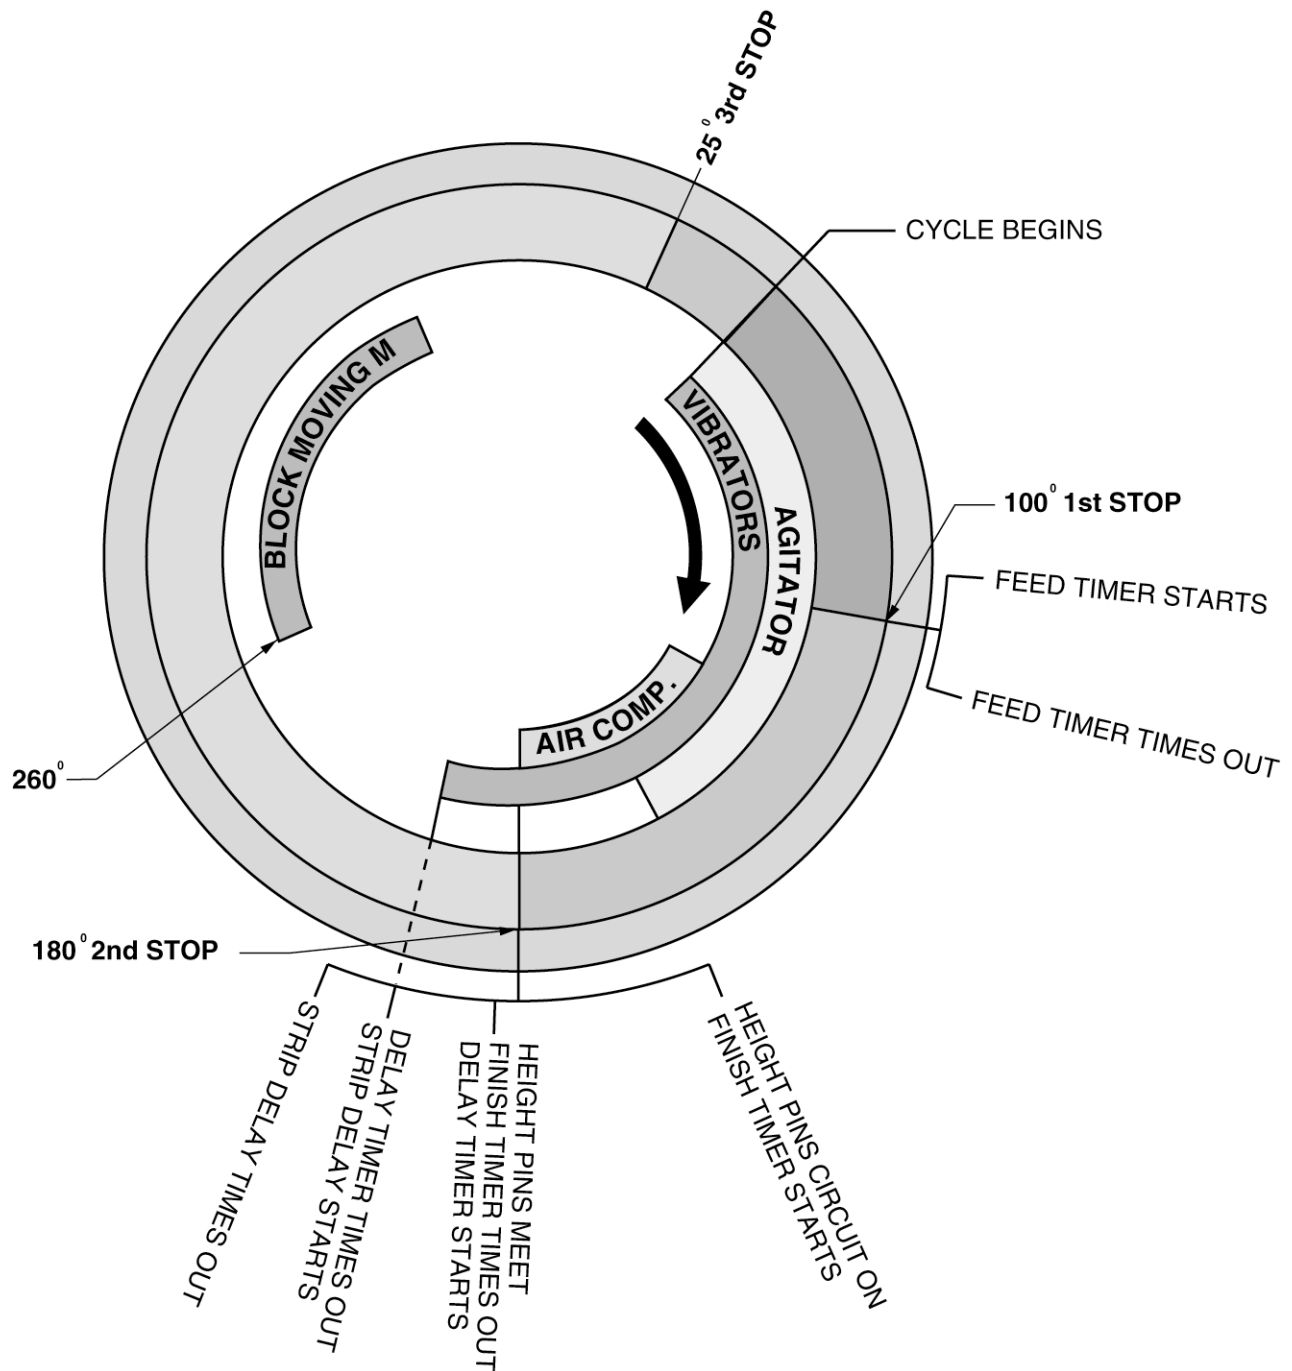 25° 3rd STOP
CYCLE BEGINS
BLOCK MOVING M
VIBRATORS
AGITATOR
100° 1st STOP
FEED TIMER STARTS
FEED TIMER TIMES OUT
AIR COMP.
260°
180° 2nd STOP
STRIP DELAY TIMES OUT
DELAY TIMER TIMES OUT
STRIP DELAY STARTS
HEIGHT PINS MEET
FINISH TIMER TIMES OUT
DELAY TIMER STARTS
HEIGHT PINS CIRCUIT ON
FINISH TIMER STARTS